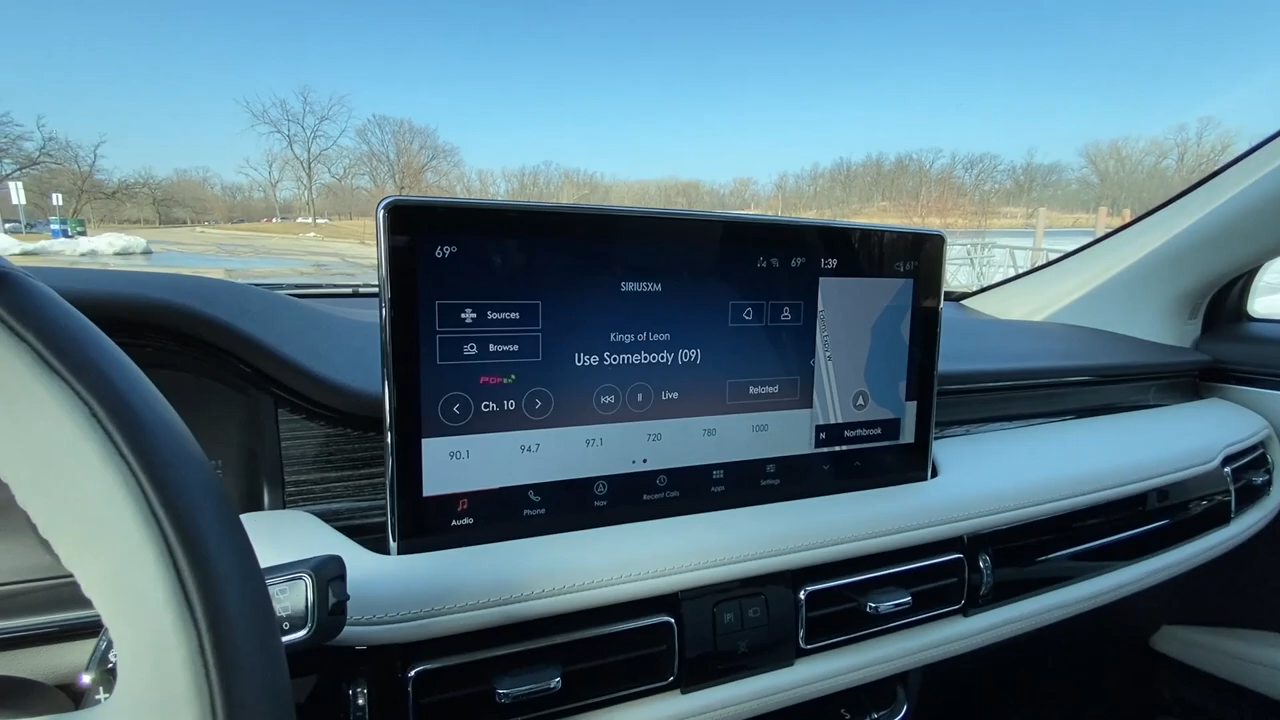 69°
69°
1:39
61°
SIRIUSXM
Sources
Browse
Kings of Leon
Use Somebody (09)
Ch. 10
Live
Related
90.1
94.7
97.1
720
780
1000
N
Northbrook
Audio
Phone
Nav
Recent Calls
Apps
Settings